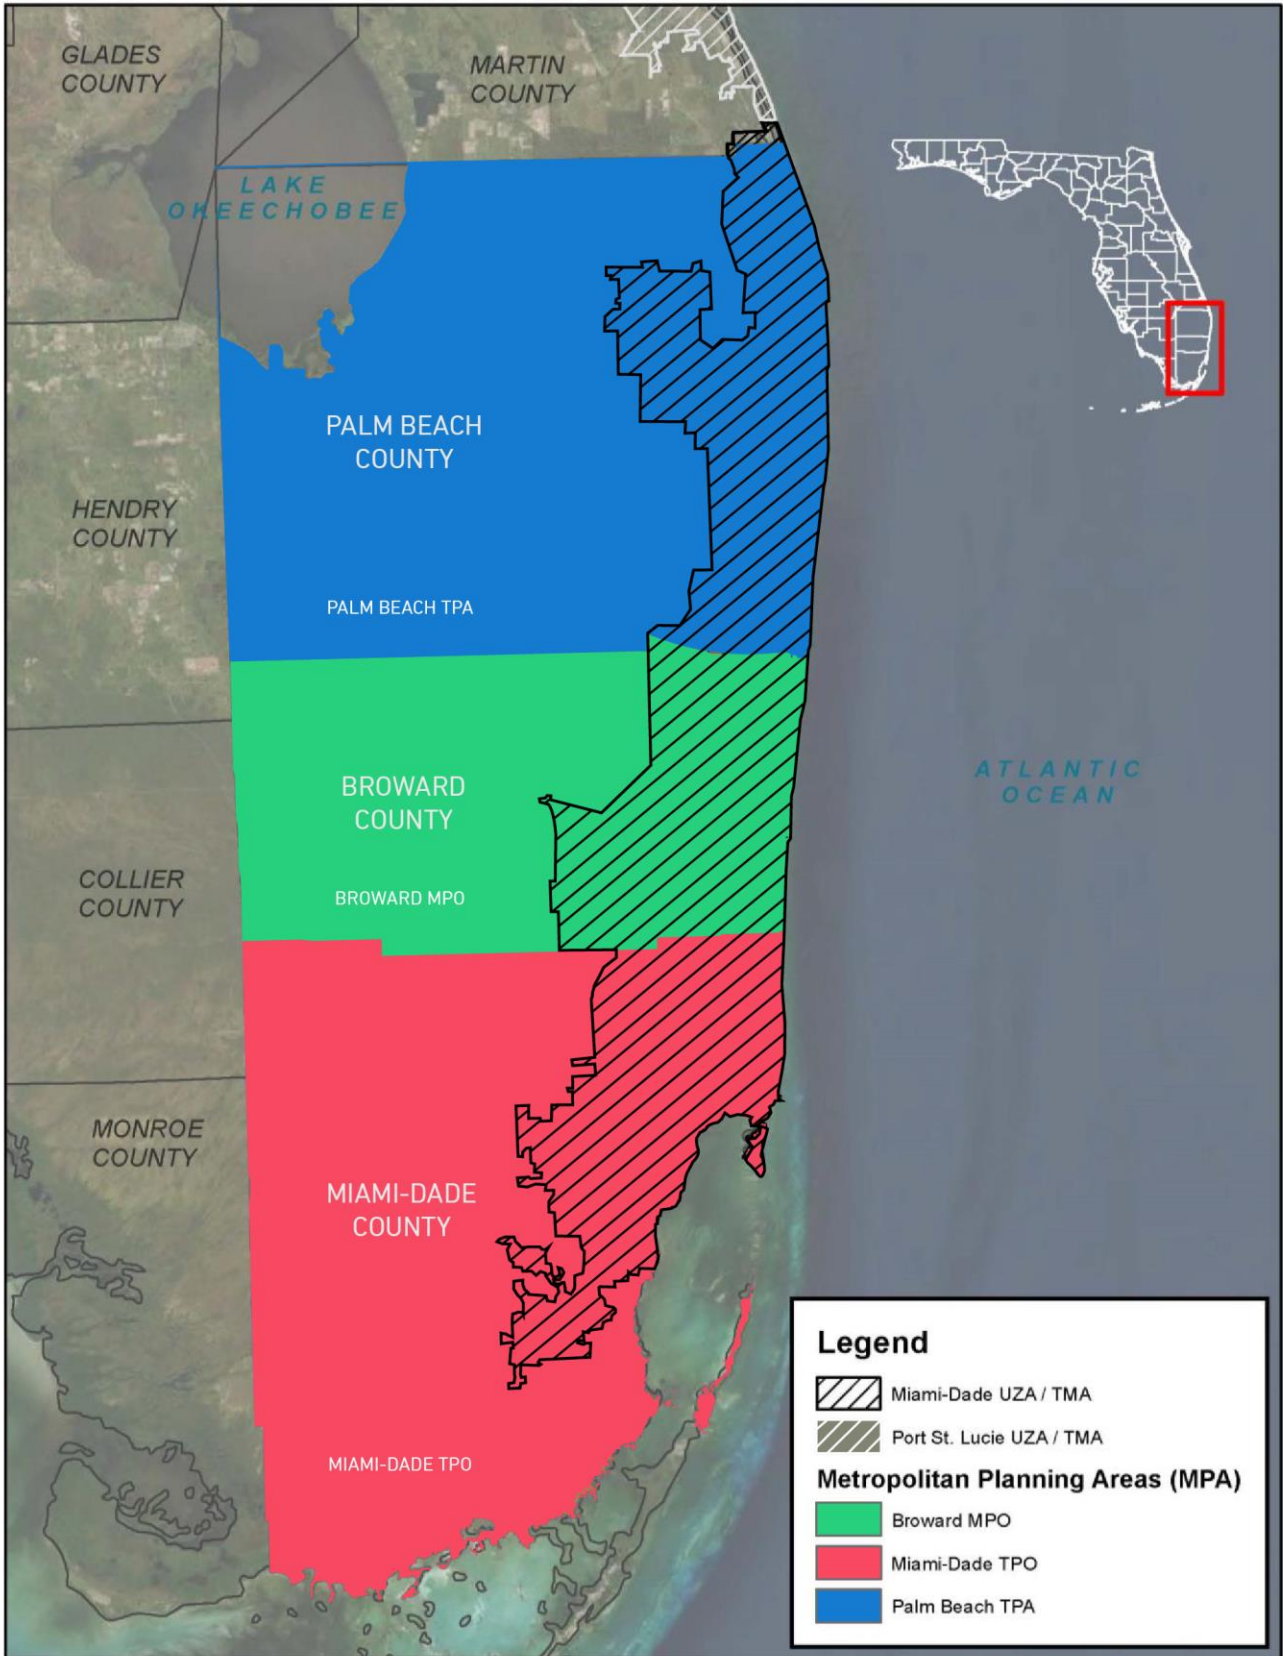 GLADES
COUNTY
MARTIN
COUNTY
LAKE
OKEECHOBEE
PALM BEACH
COUNTY
HENDRY
COUNTY
PALM BEACH TPA
BROWARD
COUNTY
ATLANTIC
OCEAN
COLLIER
COUNTY
BROWARD MPO
MONROE
COUNTY
MIAMI-DADE
COUNTY
MIAMI-DADE TPO
Legend
Miami-Dade UZA / TMA
Port St. Lucie UZA / TMA
Metropolitan Planning Areas (MPA)
Broward MPO
Miami-Dade TPO
Palm Beach TPA